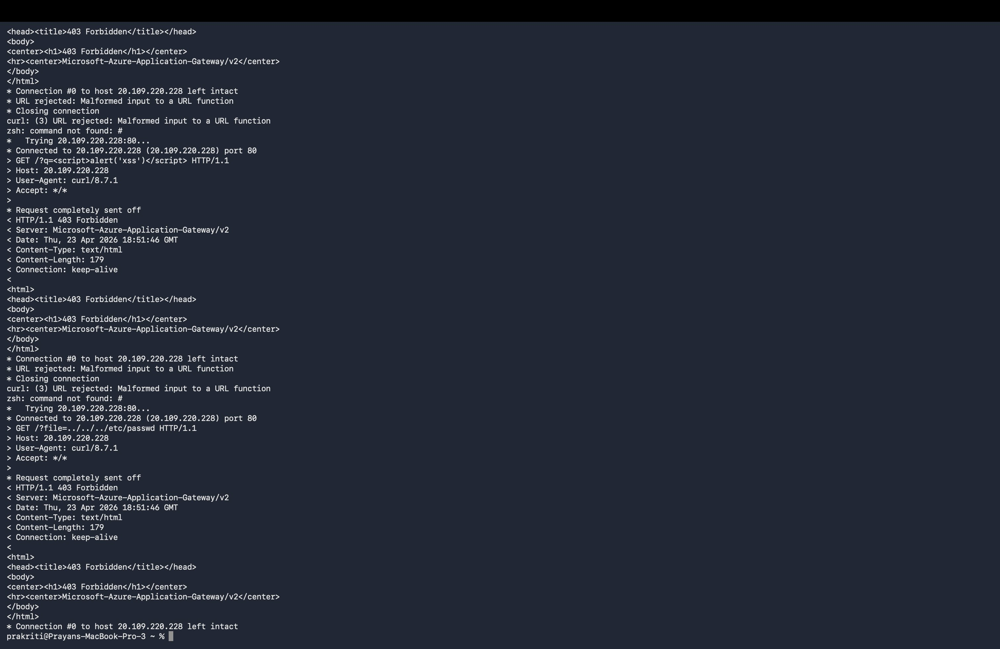 <head><title>403 Forbidden</title></head>
<body>
<center><h1>403 Forbidden</h1></center>
<hr><center>Microsoft-Azure-Application-Gateway/v2</center>
</body>
</html>
* Connection #0 to host 20.109.220.228 left intact
* URL rejected: Malformed input to a URL function
* Closing connection
curl: (3) URL rejected: Malformed input to a URL function
zsh: command not found: #
*   Trying 20.109.220.228:80...
* Connected to 20.109.220.228 (20.109.220.228) port 80
> GET /?q=<script>alert('xss')</script> HTTP/1.1
> Host: 20.109.220.228
> User-Agent: curl/8.7.1
> Accept: */*
>
* Request completely sent off
< HTTP/1.1 403 Forbidden
< Server: Microsoft-Azure-Application-Gateway/v2
< Date: Thu, 23 Apr 2026 18:51:46 GMT
< Content-Type: text/html
< Content-Length: 179
< Connection: keep-alive
<
<html>
<head><title>403 Forbidden</title></head>
<body>
<center><h1>403 Forbidden</h1></center>
<hr><center>Microsoft-Azure-Application-Gateway/v2</center>
</body>
</html>
* Connection #0 to host 20.109.220.228 left intact
* URL rejected: Malformed input to a URL function
* Closing connection
curl: (3) URL rejected: Malformed input to a URL function
zsh: command not found: #
*   Trying 20.109.220.228:80...
* Connected to 20.109.220.228 (20.109.220.228) port 80
> GET /?file=../../../etc/passwd HTTP/1.1
> Host: 20.109.220.228
> User-Agent: curl/8.7.1
> Accept: */*
>
* Request completely sent off
< HTTP/1.1 403 Forbidden
< Server: Microsoft-Azure-Application-Gateway/v2
< Date: Thu, 23 Apr 2026 18:51:46 GMT
< Content-Type: text/html
< Content-Length: 179
< Connection: keep-alive
<
<html>
<head><title>403 Forbidden</title></head>
<body>
<center><h1>403 Forbidden</h1></center>
<hr><center>Microsoft-Azure-Application-Gateway/v2</center>
</body>
</html>
* Connection #0 to host 20.109.220.228 left intact
prakriti@Prayans-MacBook-Pro-3 ~ %